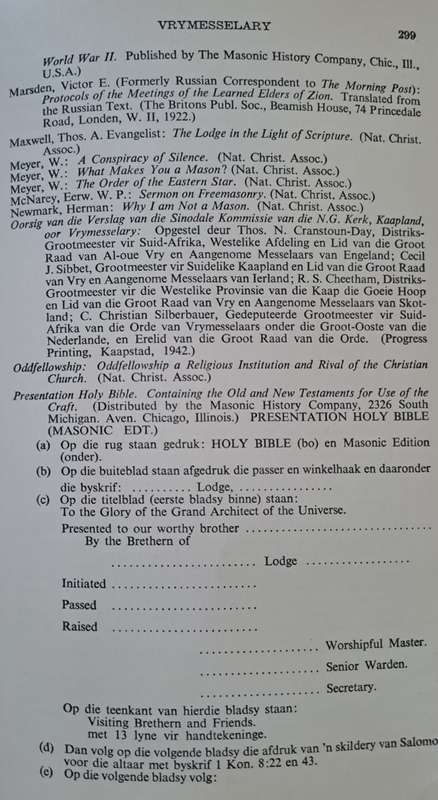 VRYMESSELARY
299
World War II. Published by The Masonic History Company, Chic., Ill.,
U.S.A.)
Marsden, Victor E. (Formerly Russian Correspondent to The Morning Post):
Protocols of the Meetings of the Learned Elders of Zion. Translated from
the Russian Text. (The Britons Publ. Soc., Beamish House, 74 Princedale
Road, Londen, W. II, 1922.)
Maxwell, Thos. A. Evangelist: The Lodge in the Light of Scripture. (Nat. Christ.
Assoc.)
Meyer, W.: A Conspiracy of Silence. (Nat. Christ. Assoc.)
Meyer, W.: What Makes You a Mason? (Nat. Christ. Assoc.)
Meyer, W.: The Order of the Eastern Star. (Nat. Christ. Assoc.)
McNarey, Eerw. W. P.: Sermon on Freemasonry. (Nat. Christ. Assoc.)
Newmark, Herman: Why I am Not a Mason. (Nat. Christ. Assoc.)
Oorsig van die Verslag van die Sinodale Kommissie van die N.G. Kerk, Kaapland,
oor Vrymesselary: Opgestel deur Thos. N. Cranstoun-Day, Distriks-
Grootmeester vir Suid-Afrika, Westelike Afdeling en Lid van die Groot
Raad van Al-oue Vry en Aangenome Messelaars van Engeland; Cecil
J. Sibbet, Grootmeester vir Suidelike Kaapland en Lid van die Groot Raad
van Vry en Aangenome Messelaars van Ierland; R. S. Cheetham, Distriks-
Grootmeester vir die Westelike Provinsie van die Kaap die Goeie Hoop
en Lid van die Groot Raad van Vry en Aangenome Messelaars van Skot-
land; C. Christian Silberbauer, Gedeputeerde Grootmeester vir Suid-
Afrika van die Orde van Vrymesselaars onder die Groot-Ooste van die
Nederlande, en Erelid van die Groot Raad van die Orde. (Progress
Printing, Kaapstad, 1942.)
Oddfellowship: Oddfellowship a Religious Institution and Rival of the Christian
Church. (Nat. Christ. Assoc.)
Presentation Holy Bible. Containing the Old and New Testaments for Use of the
Craft. (Distributed by the Masonic History Company, 2326 South
Michigan. Aven. Chicago, Illinois.) PRESENTATION HOLY BIBLE
(MASONIC EDT.)
(a) Op die rug staan gedruk: HOLY BIBLE (bo) en Masonic Edition
(onder).
(b) Op die buiteblad staan afgedruk die passer en winkelhaak en daaronder
die byskrif: .......... Lodge, ................
(c) Op die titelblad (eerste bladsy binne) staan:
To the Glory of the Grand Architect of the Universe.
Presented to our worthy brother ................................
By the Brethern of
........................ Lodge .................
Initiated ........................
Passed ........................
Raised ........................
.................... Worshipful Master.
.................... Senior Warden.
.................... Secretary.
Op die teenkant van hierdie bladsy staan:
Visiting Brethern and Friends.
met 13 lyne vir handtekeninge.
(d) Dan volg op die volgende bladsy die afdruk van 'n skildery van Salomo
voor die altaar met byskrif 1 Kon. 8:22 en 43.
(e) Op die volgende bladsy volg: